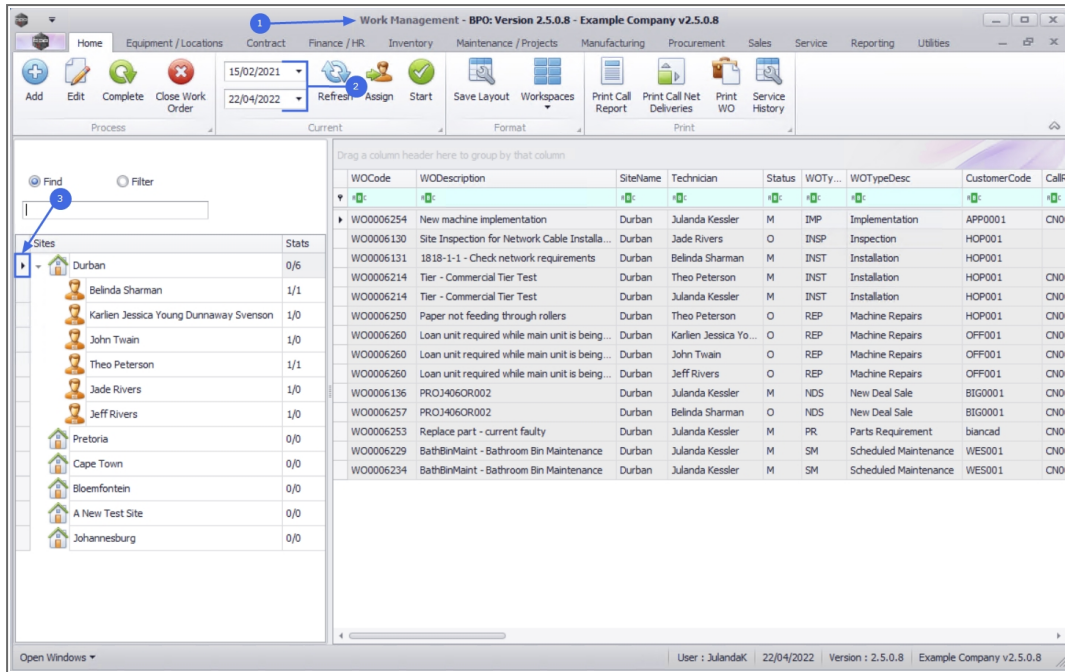 1
Work Management - BPO: Version 2.5.0.8 - Example Company v2.5.0.8
Home Equipment / Locations Contract Finance / HR Inventory Maintenance / Projects Manufacturing Procurement Sales Service Reporting Utilities
15/02/2021
2
22/04/2022
Add Edit Complete Close Work Order Refresh Assign Start Save Layout Workspaces Print Call Report Print Call Net Deliveries Print WO Service History
Process Current Format Print
Drag a column header here to group by that column
Find Filter
3
Sites Stats
Durban 0/6
Belinda Sharman 1/1
Karlien Jessica Young Dunnaway Svenson 1/0
John Twain 1/0
Theo Peterson 1/1
Jade Rivers 1/0
Jeff Rivers 1/0
Pretoria 0/0
Cape Town 0/0
Bloemfontein 0/0
A New Test Site 0/0
Johannesburg 0/0
WOCode WODescription SiteName Technician Status WOTy... WOTypeDesc CustomerCode CallR
WO0006254 New machine implementation Durban Julanda Kessler M IMP Implementation APP0001 CN0
WO0006130 Site Inspection for Network Cable Installa... Durban Jade Rivers O INSP Inspection HOP001
WO0006131 1818-1-1 - Check network requirements Durban Belinda Sharman M INST Installation HOP001
WO0006214 Tier - Commercial Tier Test Durban Theo Peterson M INST Installation HOP001 CN0
WO0006214 Tier - Commercial Tier Test Durban Julanda Kessler M INST Installation HOP001 CN0
WO0006250 Paper not feeding through rollers Durban Theo Peterson O REP Machine Repairs HOP001 CN0
WO0006260 Loan unit required while main unit is being... Durban Karlien Jessica Yo... O REP Machine Repairs OFF001 CN0
WO0006260 Loan unit required while main unit is being... Durban John Twain O REP Machine Repairs OFF001 CN0
WO0006260 Loan unit required while main unit is being... Durban Jeff Rivers O REP Machine Repairs OFF001 CN0
WO0006136 PROJ406OR002 Durban Julanda Kessler M NDS New Deal Sale BIG0001 CN0
WO0006257 PROJ406OR002 Durban Belinda Sharman O NDS New Deal Sale BIG0001 CN0
WO0006253 Replace part - current faulty Durban Julanda Kessler M PR Parts Requirement biancad CN0
WO0006229 BathBinMaint - Bathroom Bin Maintenance Durban Julanda Kessler M SM Scheduled Maintenance WES001 CN0
WO0006234 BathBinMaint - Bathroom Bin Maintenance Durban Julanda Kessler M SM Scheduled Maintenance WES001 CN0
Open Windows User : JulandaK 22/04/2022 Version : 2.5.0.8 Example Company v2.5.0.8